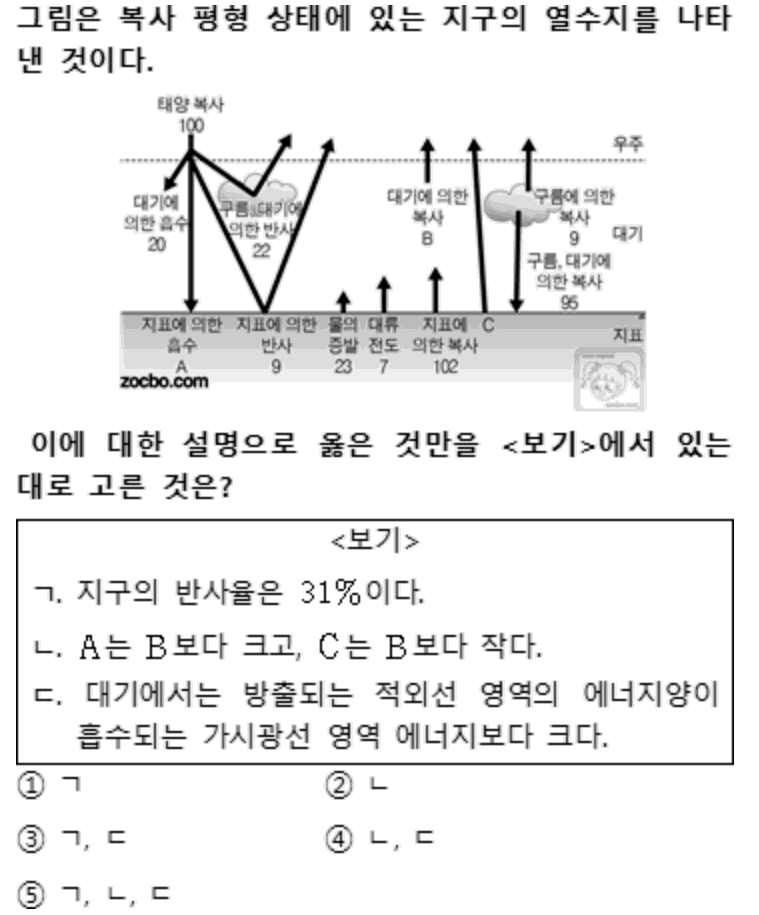 그림은 복사 평형 상태에 있는 지구의 열수지를 나타
낸 것이다.
태양 복사
100
우주
대기에
의한 흡수
20
구름, 대기에
의한 반사
22
대기에 의한
복사
B
구름에 의한
복사
9
대기
구름, 대기에
의한 복사
95
지표에 의한
흡수
A
지표에 의한
반사
9
물의
증발
23
대류
전도
7
지표에
의한 복사
102
C
지표
zocbo.com
이에 대한 설명으로 옳은 것만을 <보기>에서 있는
대로 고른 것은?
<보기>
ㄱ. 지구의 반사율은 31%이다.
ㄴ. A는 B보다 크고, C는 B보다 작다.
ㄷ. 대기에서는 방출되는 적외선 영역의 에너지양이
흡수되는 가시광선 영역 에너지보다 크다.
① ㄱ ② ㄴ
③ ㄱ, ㄷ ④ ㄴ, ㄷ
⑤ ㄱ, ㄴ, ㄷ